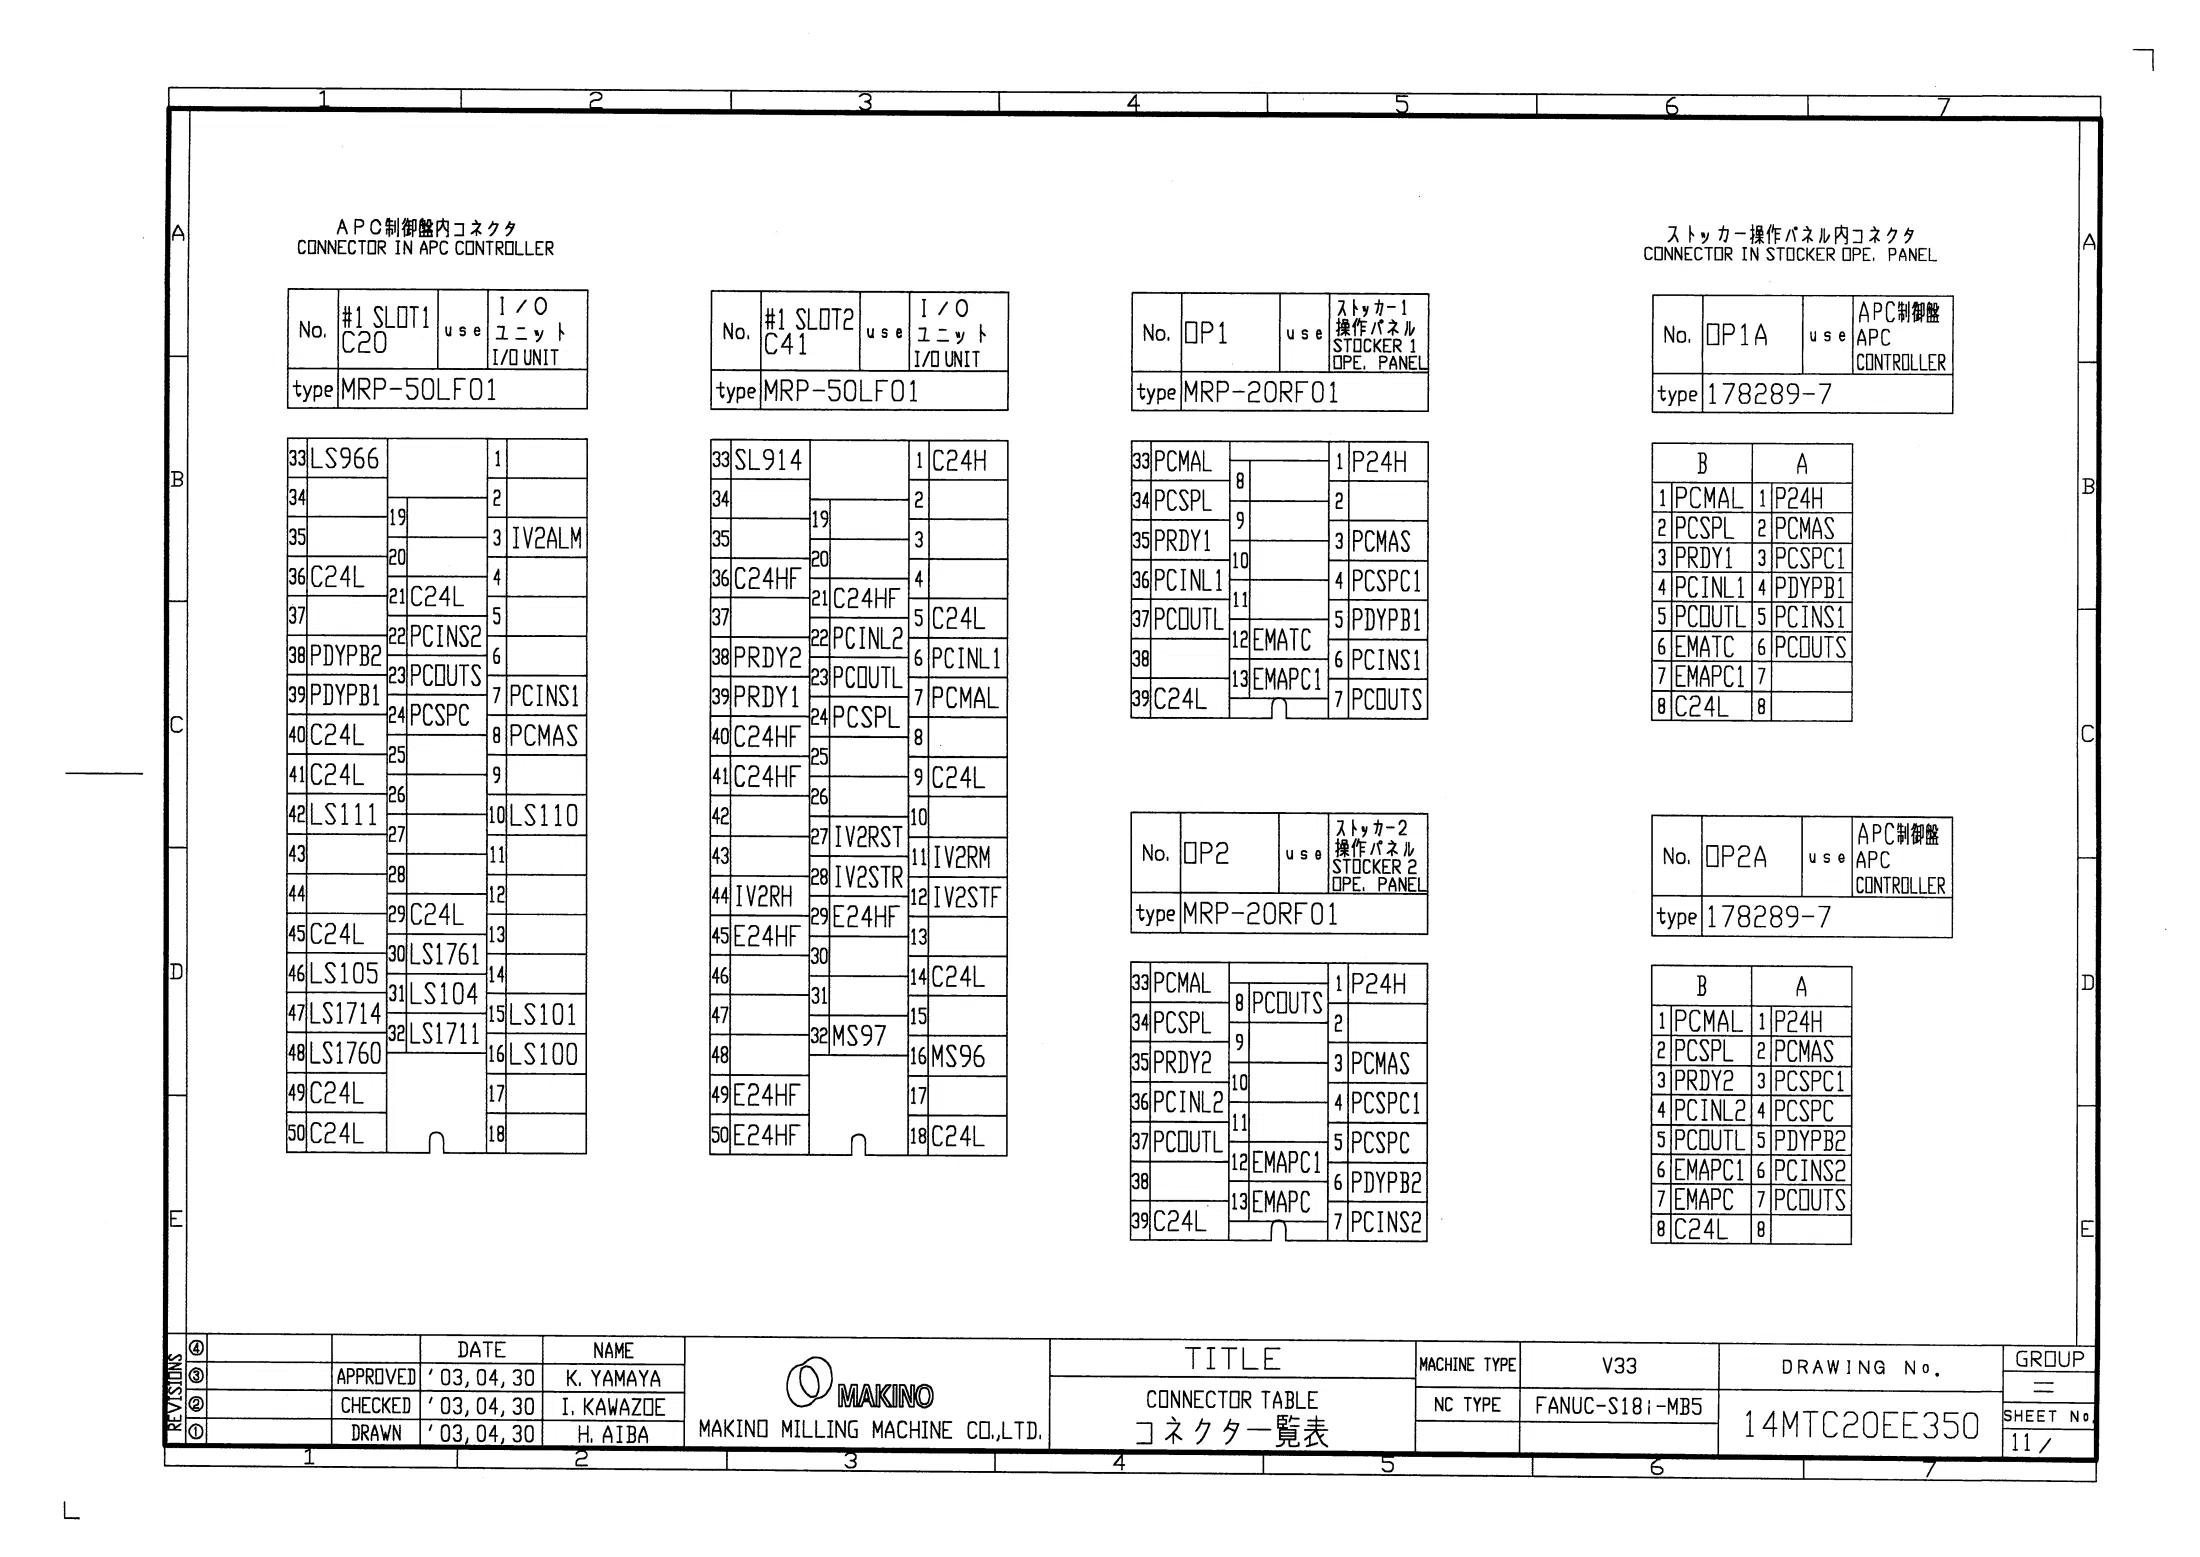 1 2 3 4 5 6 7
A
B
C
D
E
APC制御盤内コネクタ
CONNECTOR IN APC CONTROLLER
No. #1 SLOT1 C20 use I/O ユニット I/O UNIT
type MRP-50LF01
33 LS966
34
35
36 C24L
37
38 PDYPB2
39 PDYPB1
40 C24L
41 C24L
42 LS111
43
44
45 C24L
46 LS105
47 LS1714
48 LS1760
49 C24L
50 C24L
19
20
21 C24L
22 PCINS2
23 PCOUTS
24 PCSPC
25
26
27
28
29 C24L
30 LS1761
31 LS104
32 LS1711
1
2
3 IV2ALM
4
5
6
7 PCINS1
8 PCMAS
9
10 LS110
11
12
13
14
15 LS101
16 LS100
17
18
No. #1 SLOT2 C41 use I/O ユニット I/O UNIT
type MRP-50LF01
33 SL914
34
35
36 C24HF
37
38 PRDY2
39 PRDY1
40 C24HF
41 C24HF
42
43
44 IV2RH
45 E24HF
46
47
48
49 E24HF
50 E24HF
19
20
21 C24HF
22 PCINL2
23 PCOUTL
24 PCSPL
25
26
27 IV2RST
28 IV2STR
29 E24HF
30
31
32 MS97
1 C24H
2
3
4
5 C24L
6 PCINL1
7 PCMAL
8
9 C24L
10
11 IV2RM
12 IV2STF
13
14 C24L
15
16 MS96
17
18 C24L
No. OP1 use ストッカー1 操作パネル STOCKER 1 OPE. PANEL
type MRP-20RF01
33 PCMAL
34 PCSPL
35 PRDY1
36 PCINL1
37 PCOUTL
38
39 C24L
8
9
10
11
12 EMATC
13 EMAPC1
1 P24H
2
3 PCMAS
4 PCSPC1
5 PDYPB1
6 PCINS1
7 PCOUTS
No. OP2 use ストッカー2 操作パネル STOCKER 2 OPE. PANEL
type MRP-20RF01
33 PCMAL
34 PCSPL
35 PRDY2
36 PCINL2
37 PCOUTL
38
39 C24L
8 PCOUTS
9
10
11
12 EMAPC1
13 EMAPC
1 P24H
2
3 PCMAS
4 PCSPC1
5 PCSPC
6 PDYPB2
7 PCINS2
ストッカー操作パネル内コネクタ
CONNECTOR IN STOCKER OPE. PANEL
No. OP1A use APC制御盤 APC CONTROLLER
type 178289-7
B A
1 PCMAL 1 P24H
2 PCSPL 2 PCMAS
3 PRDY1 3 PCSPC1
4 PCINL1 4 PDYPB1
5 PCOUTL 5 PCINS1
6 EMATC 6 PCOUTS
7 EMAPC1 7
8 C24L 8
No. OP2A use APC制御盤 APC CONTROLLER
type 178289-7
B A
1 PCMAL 1 P24H
2 PCSPL 2 PCMAS
3 PRDY2 3 PCSPC1
4 PCINL2 4 PCSPC
5 PCOUTL 5 PDYPB2
6 EMAPC1 6 PCINS2
7 EMAPC 7 PCOUTS
8 C24L 8
A
B
C
D
E
REVISIONS
④ DATE NAME
③ APPROVED '03,04,30 K. YAMAYA
② CHECKED '03,04,30 I. KAWAZOE
① DRAWN '03,04,30 H. AIBA
MAKINO
MAKINO MILLING MACHINE CO.,LTD.
TITLE
CONNECTOR TABLE
コネクタ一覧表
MACHINE TYPE V33
NC TYPE FANUC-S18i-MB5
DRAWING No.
14MTC20EE350
GROUP
=
SHEET No.
11/
1 2 3 4 5 6 7